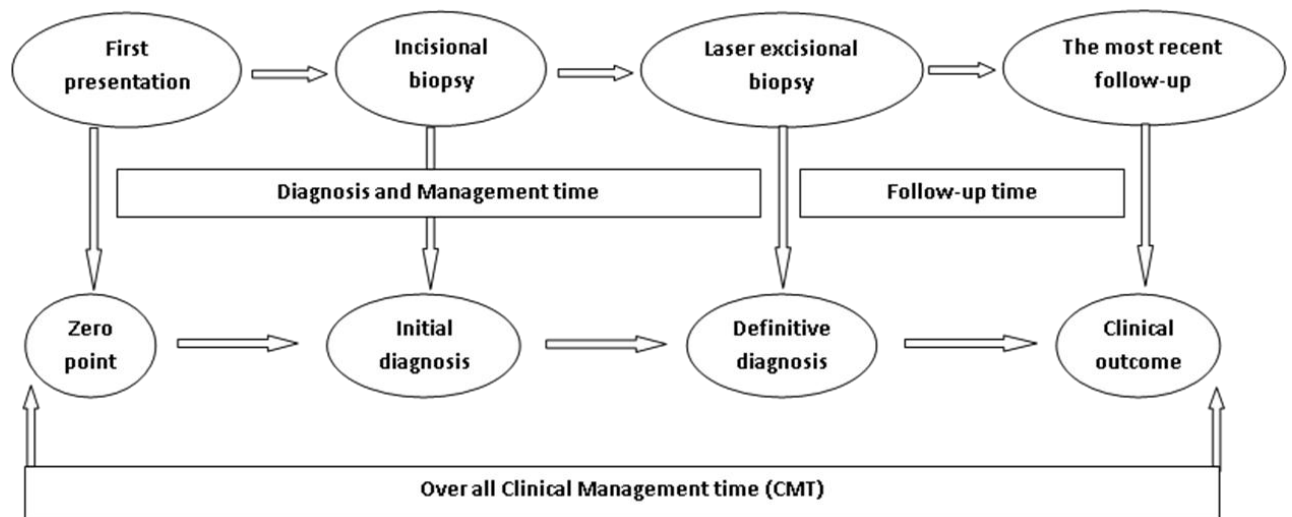 First
presentation
Incisional
biopsy
Laser excisional
biopsy
The most recent
follow-up
Diagnosis and Management time
Follow-up time
Zero
point
Initial
diagnosis
Definitive
diagnosis
Clinical
outcome
Over all Clinical Management time (CMT)